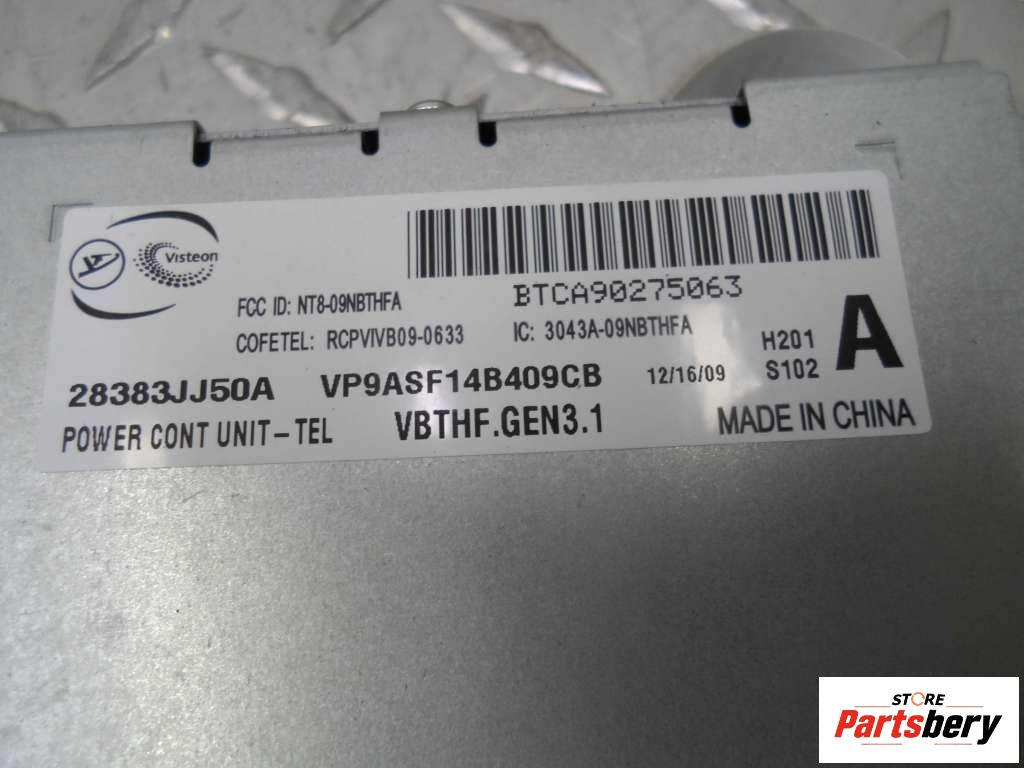 Visteon
BTCA90275063
FCC ID: NT8-09NBTHFA
COFETEL: RCPVIVB09-0633
IC: 3043A-09NBTHFA
H201
S102
A
28383JJ50A
VP9ASF14B409CB
12/16/09
POWER CONT UNIT-TEL
VBTHF.GEN3.1
MADE IN CHINA
STORE
Partsbery